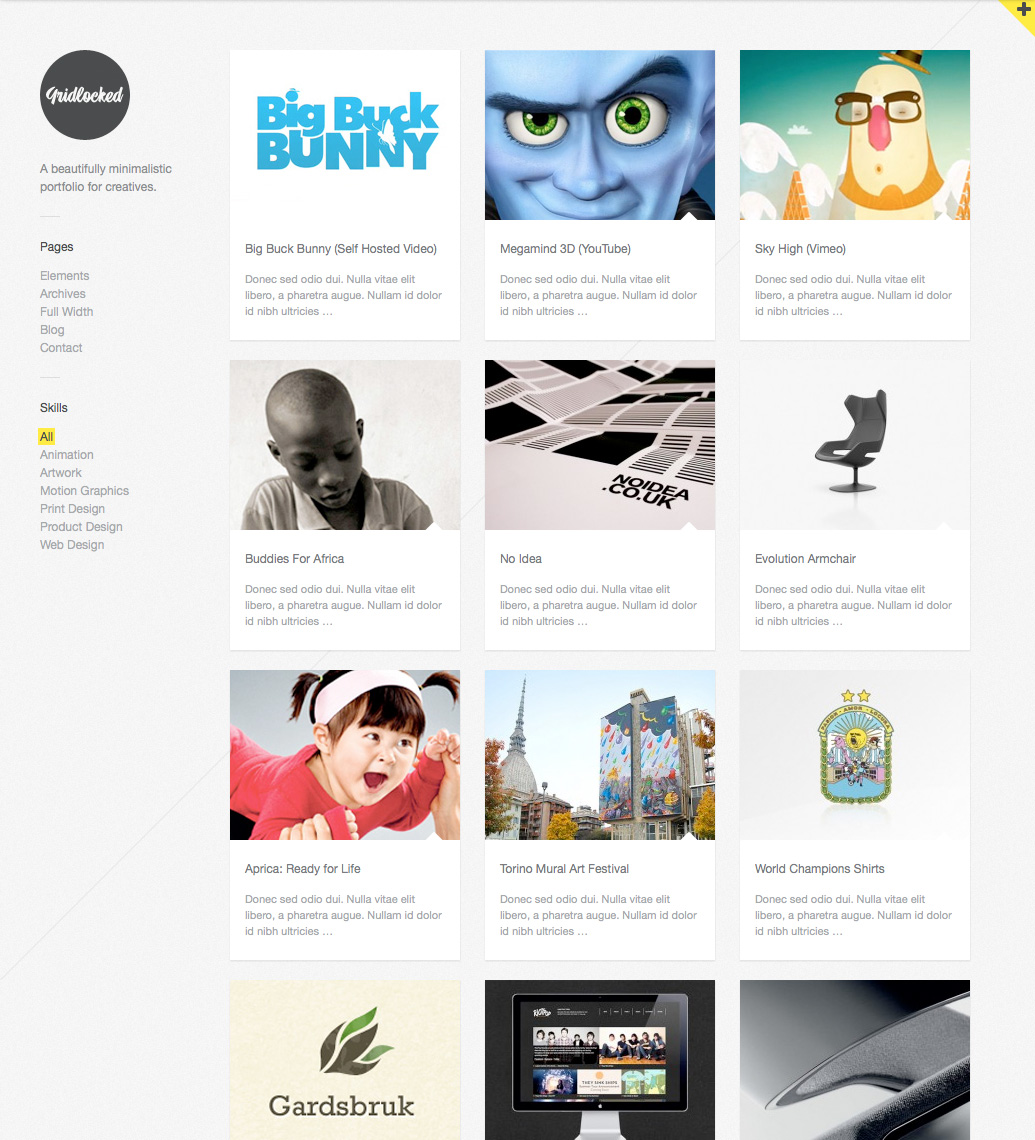 Gridlocked
A beautifully minimalistic
portfolio for creatives.
Pages
Elements
Archives
Full Width
Blog
Contact
Skills
All
Animation
Artwork
Motion Graphics
Print Design
Product Design
Web Design
Big Buck
BUNNY
Big Buck Bunny (Self Hosted Video)
Donec sed odio dui. Nulla vitae elit
libero, a pharetra augue. Nullam id dolor
id nibh ultricies …
Megamind 3D (YouTube)
Donec sed odio dui. Nulla vitae elit
libero, a pharetra augue. Nullam id dolor
id nibh ultricies …
Sky High (Vimeo)
Donec sed odio dui. Nulla vitae elit
libero, a pharetra augue. Nullam id dolor
id nibh ultricies …
Buddies For Africa
Donec sed odio dui. Nulla vitae elit
libero, a pharetra augue. Nullam id dolor
id nibh ultricies …
NOIDEA
.CO.UK
No Idea
Donec sed odio dui. Nulla vitae elit
libero, a pharetra augue. Nullam id dolor
id nibh ultricies …
Evolution Armchair
Donec sed odio dui. Nulla vitae elit
libero, a pharetra augue. Nullam id dolor
id nibh ultricies …
Aprica: Ready for Life
Donec sed odio dui. Nulla vitae elit
libero, a pharetra augue. Nullam id dolor
id nibh ultricies …
Torino Mural Art Festival
Donec sed odio dui. Nulla vitae elit
libero, a pharetra augue. Nullam id dolor
id nibh ultricies …
PASION · AMOR · LOCURA
World Champions Shirts
Donec sed odio dui. Nulla vitae elit
libero, a pharetra augue. Nullam id dolor
id nibh ultricies …
Gardsbruk
THEY SINK SHIPS